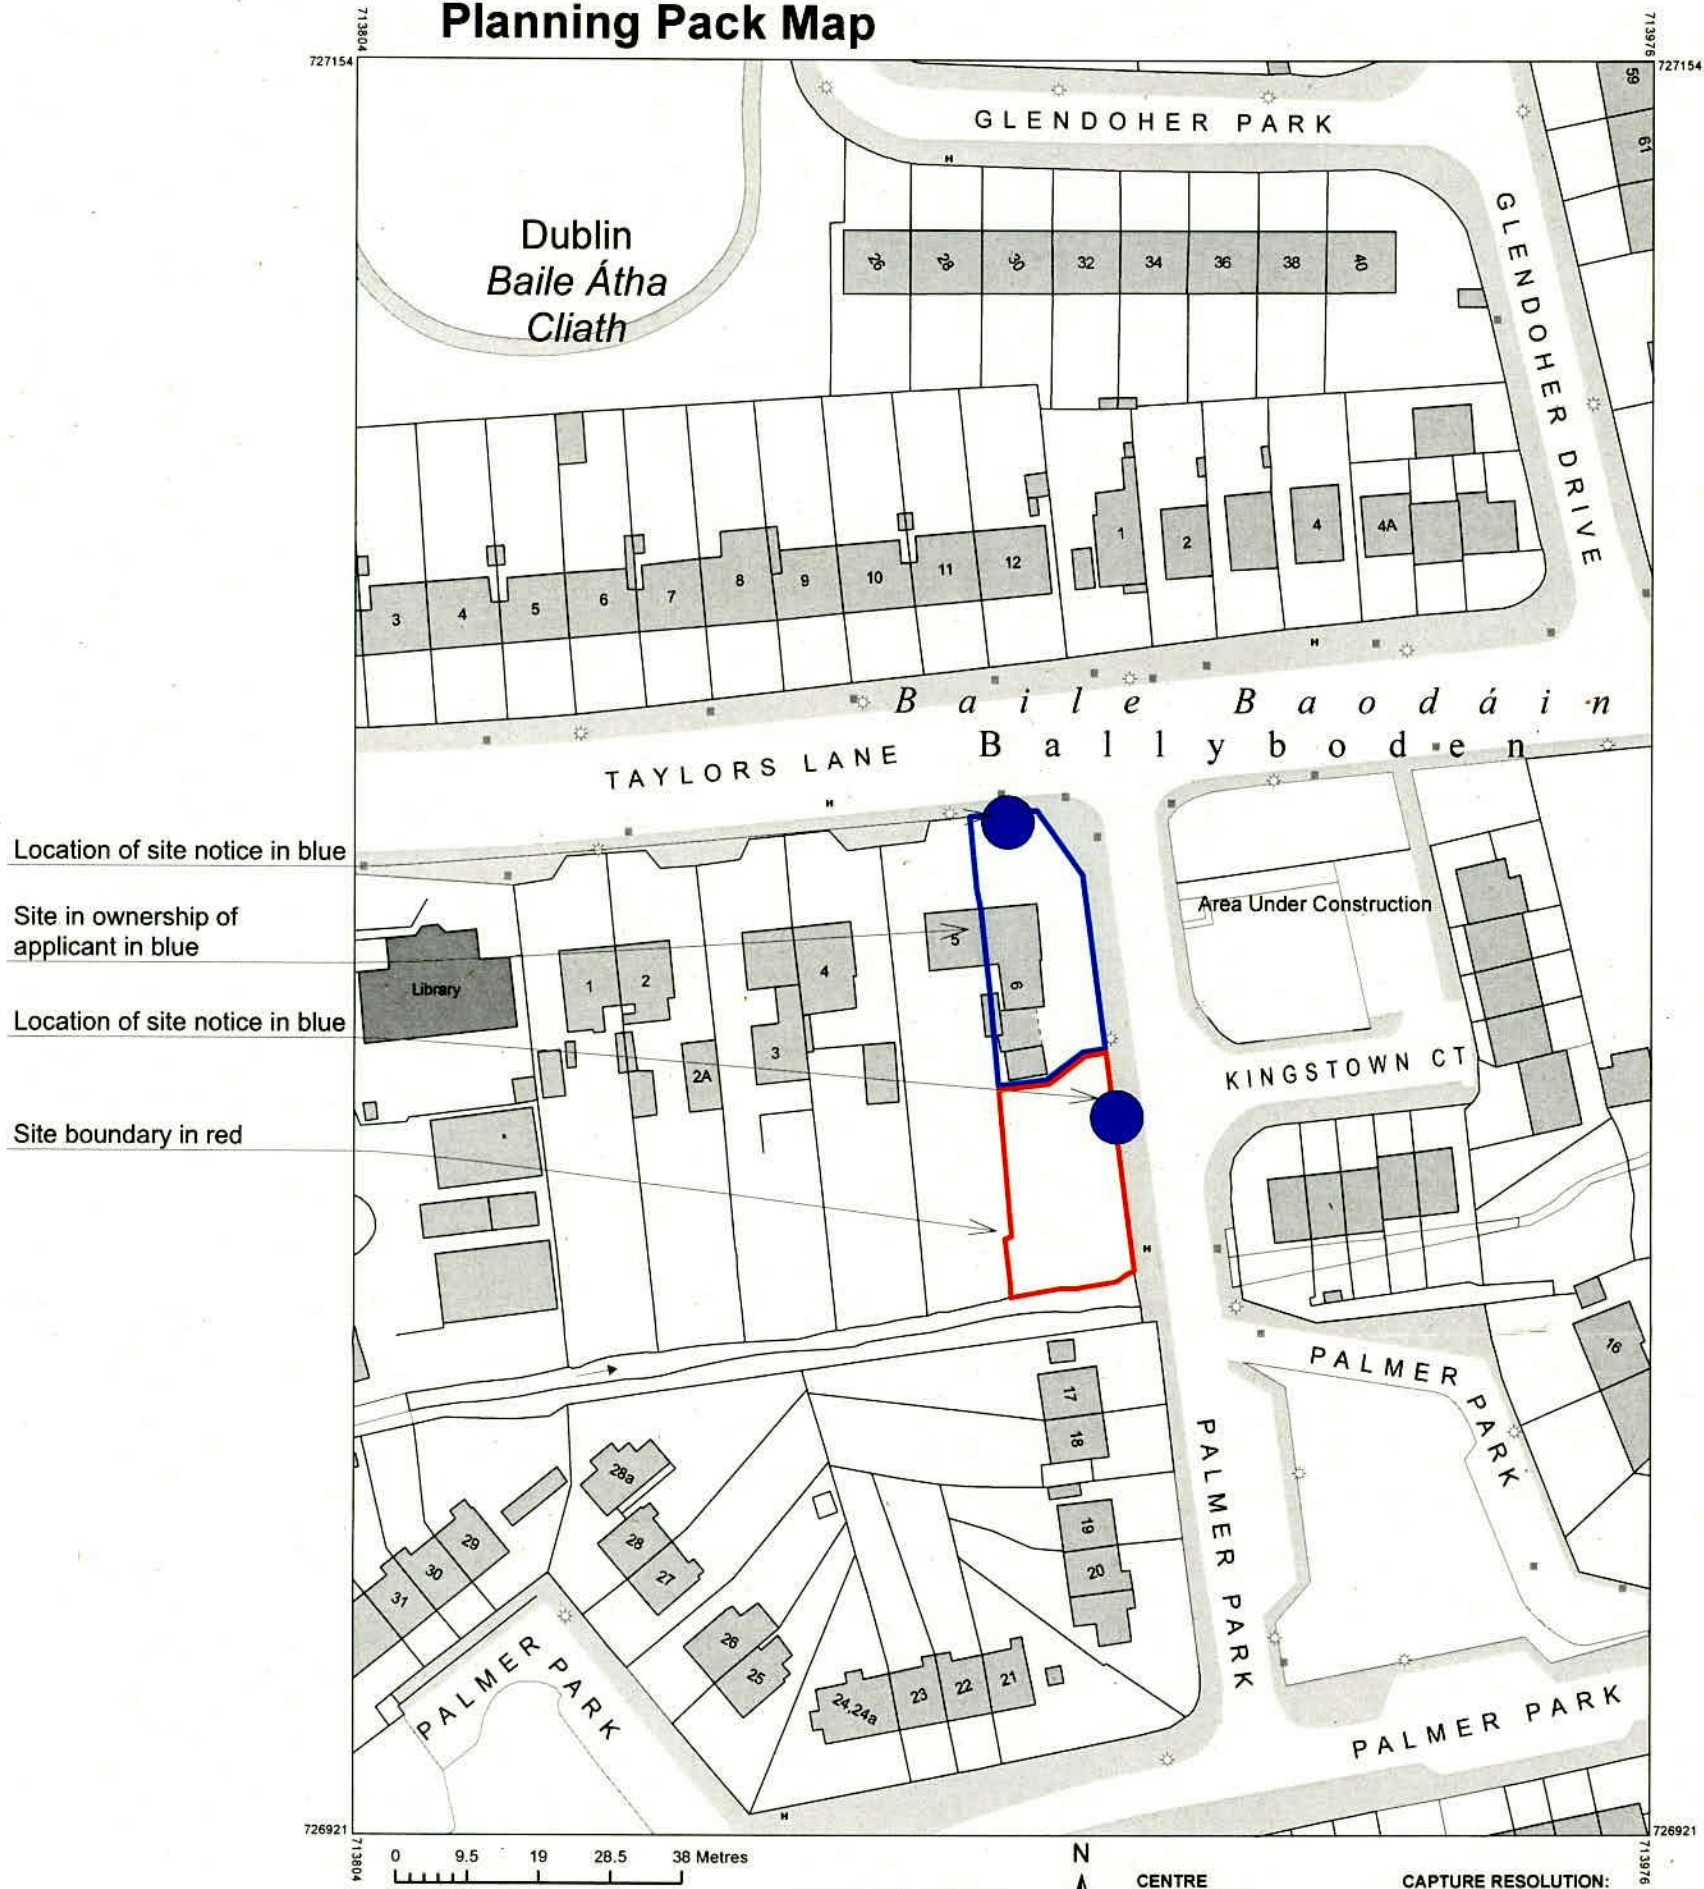 Planning Pack Map
713804
713976
727154
727154
GLENDOHER PARK
59
61
H
GLENDOHER DRIVE
Dublin
Baile Átha
Cliath
26
28
30
32
34
36
38
40
1
2
4
4A
3
4
5
6
7
8
9
10
11
12
H
Baile Baodáin
Ballyboden
TAYLORS LANE
H
Location of site notice in blue
Site in ownership of
applicant in blue
Location of site notice in blue
Site boundary in red
Library
1
2
2A
3
4
5
6
Area Under Construction
KINGSTOWN CT
H
PALMER PARK
16
17
18
19
20
PALMER PARK
28a
28
27
29
30
31
26
25
24,24a
23
22
21
PALMER PARK
PALMER PARK
H
726921
726921
713804
713976
0 9.5 19 28.5 38 Metres
N
CENTRE
CAPTURE RESOLUTION: